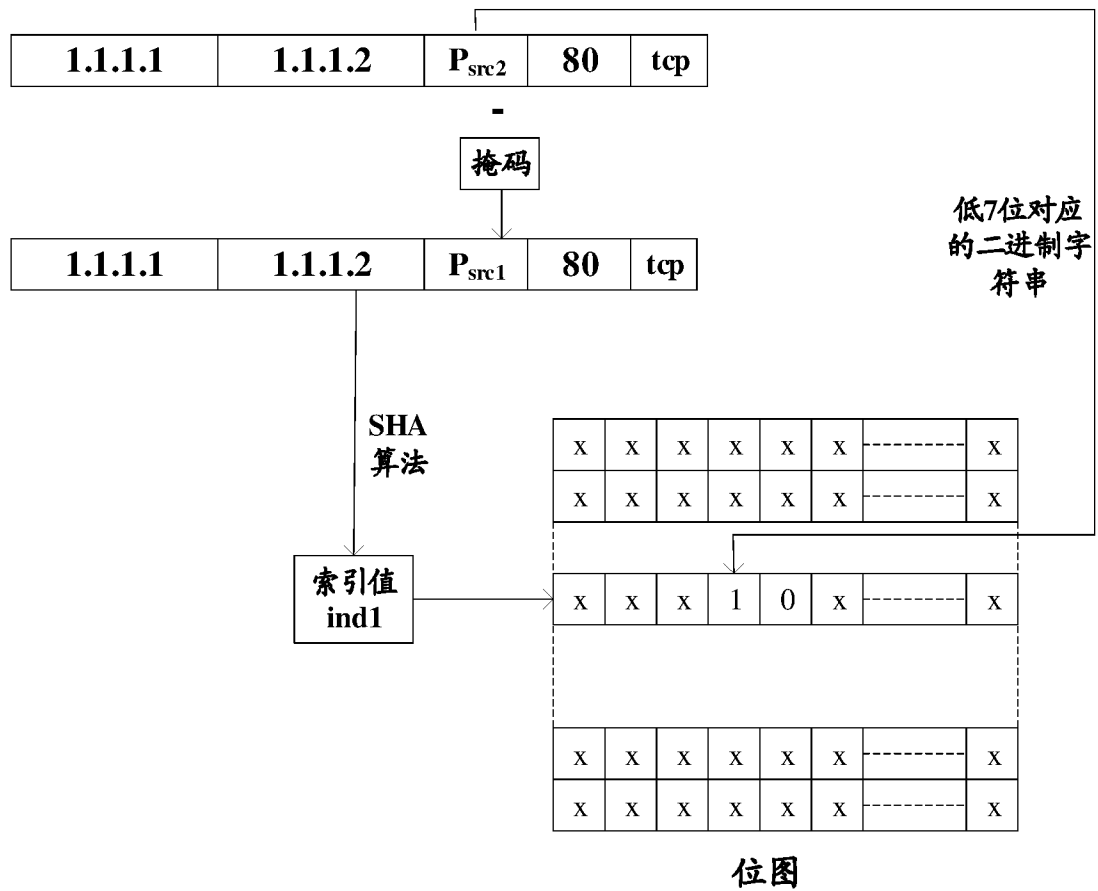 1.1.1.1 1.1.1.2 Psrc2 80 tcp
-
掩码
1.1.1.1 1.1.1.2 Psrc1 80 tcp
低7位对应
的二进制字
符串
SHA
算法
索引值
ind1
x x x x x x x
x x x x x x x
x x x 1 0 x x
x x x x x x x
x x x x x x x
位图